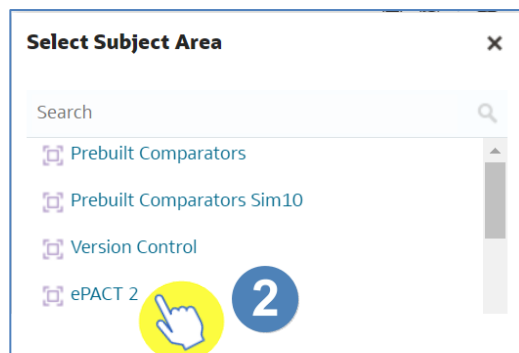 Select Subject Area
Search
Prebuilt Comparators
Prebuilt Comparators Sim10
Version Control
ePACT 2
2